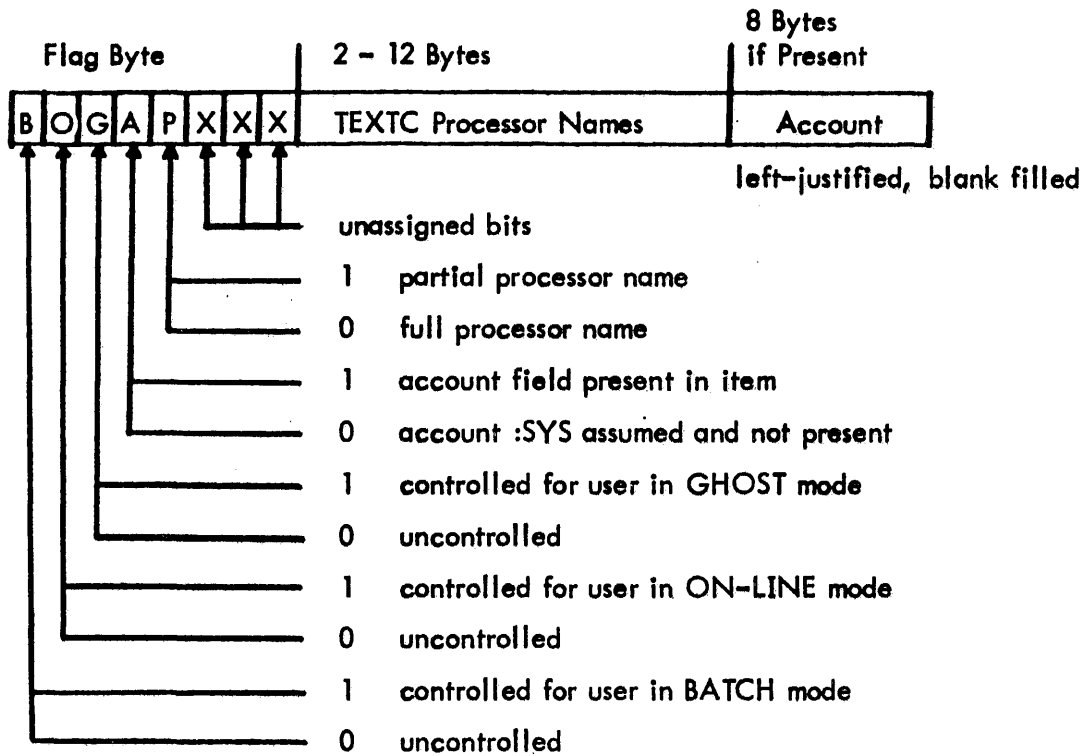 8 Bytes
Flag Byte 2 - 12 Bytes if Present
B O G A P X X X TEXTC Processor Names Account
left-justified, blank filled
unassigned bits
1 partial processor name
0 full processor name
1 account field present in item
0 account :SYS assumed and not present
1 controlled for user in GHOST mode
0 uncontrolled
1 controlled for user in ON-LINE mode
0 uncontrolled
1 controlled for user in BATCH mode
0 uncontrolled